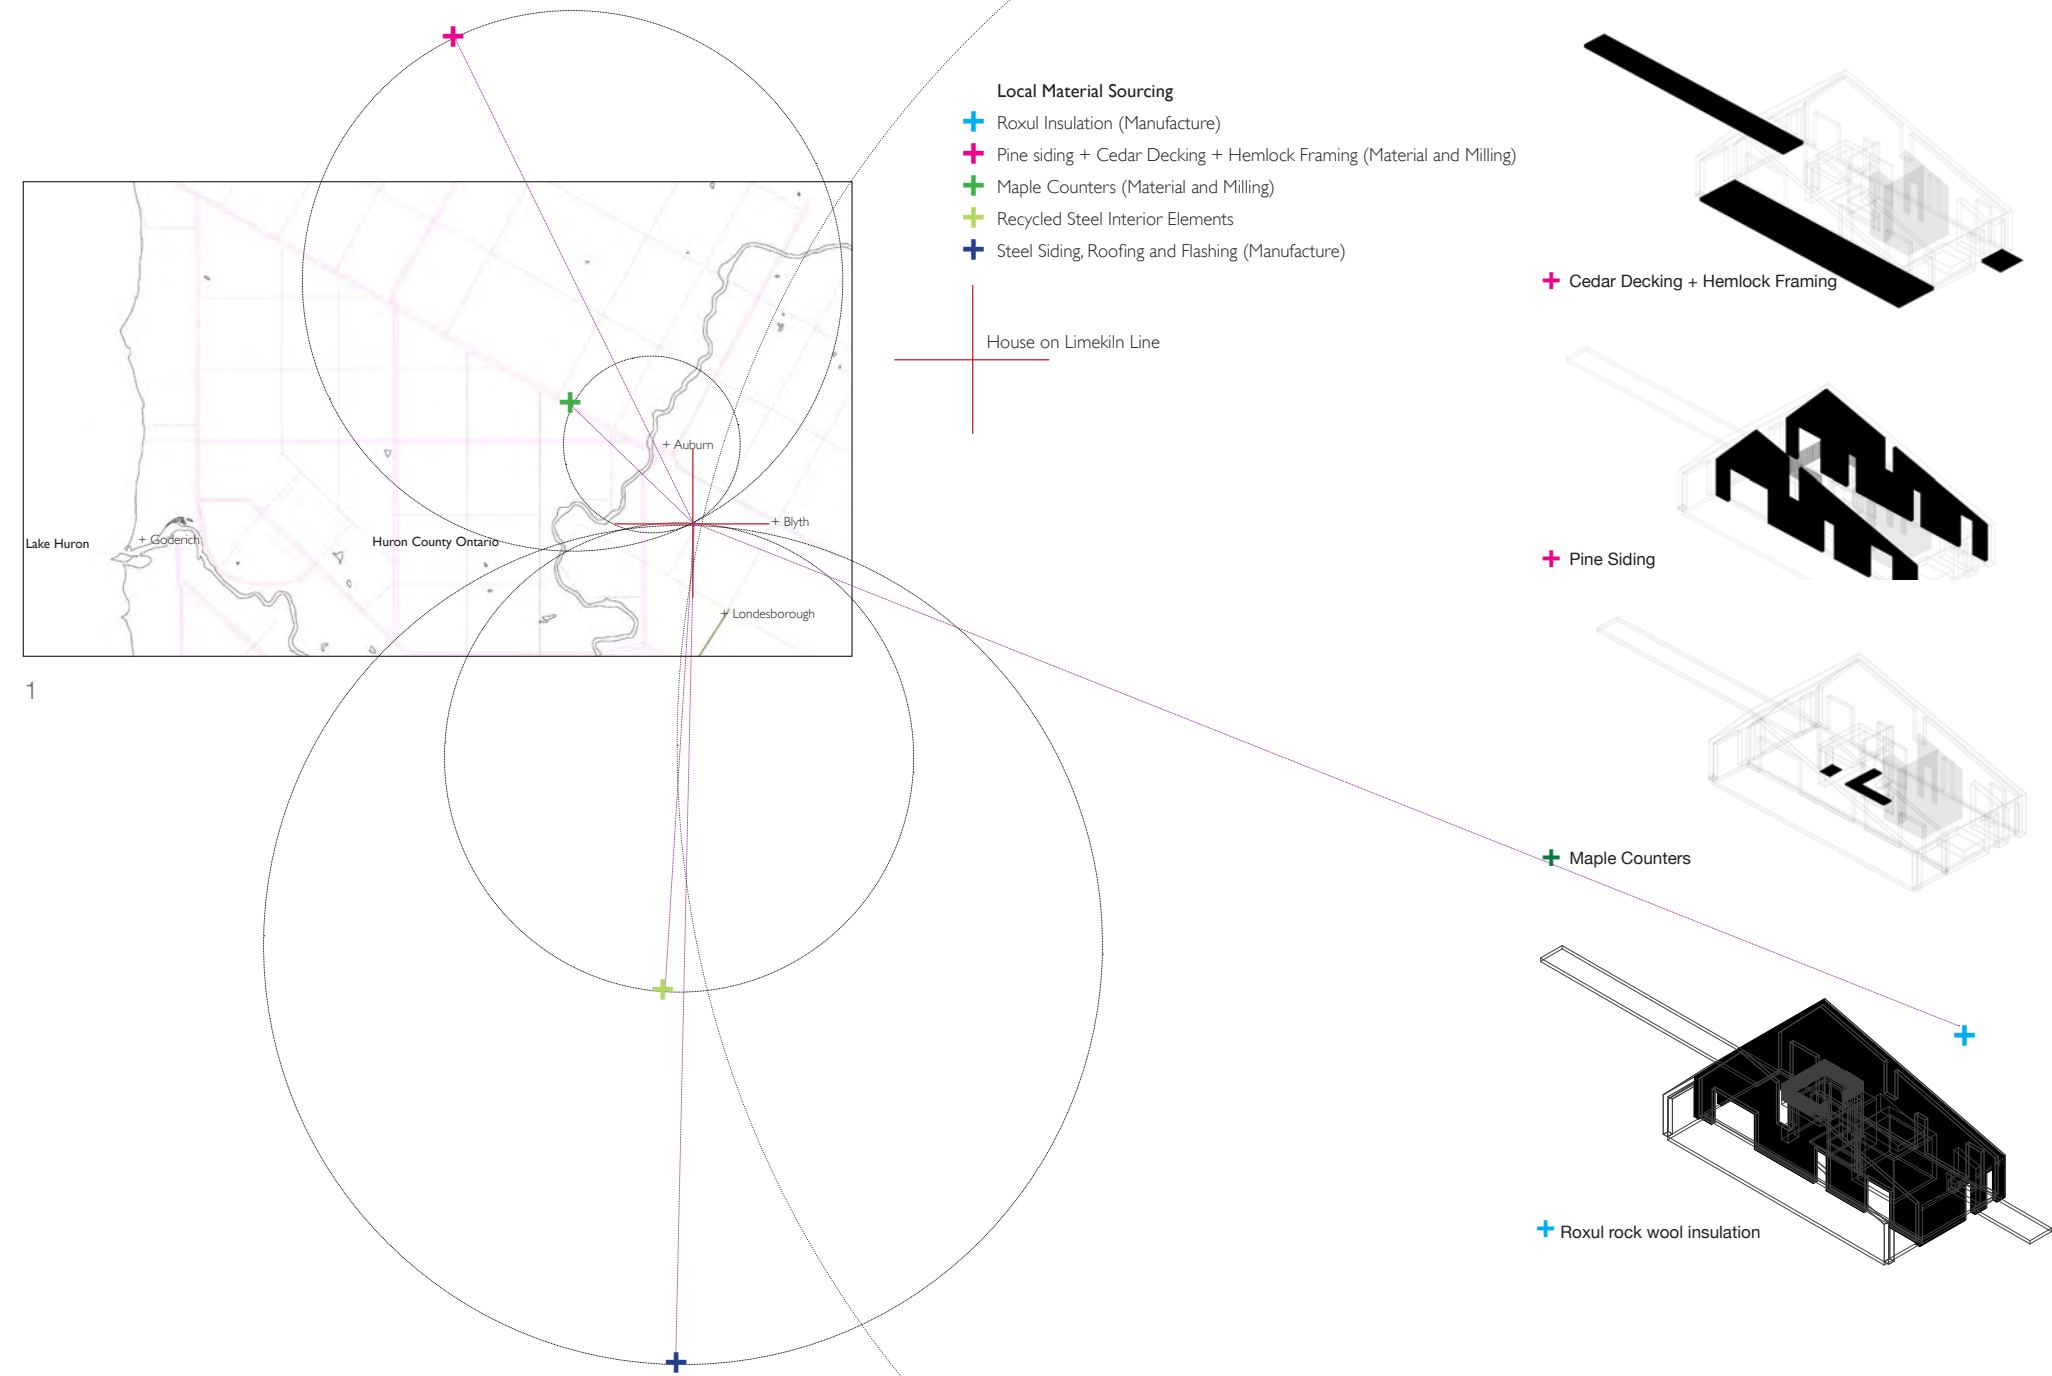 Local Material Sourcing
Roxul Insulation (Manufacture)
Pine siding + Cedar Decking + Hemlock Framing (Material and Milling)
Maple Counters (Material and Milling)
Recycled Steel Interior Elements
Steel Siding, Roofing and Flashing (Manufacture)
House on Limekiln Line
Auburn
Blyth
Lake Huron
Goderich
Huron County Ontario
Londesborough
1
Cedar Decking + Hemlock Framing
Pine Siding
Maple Counters
Roxul rock wool insulation